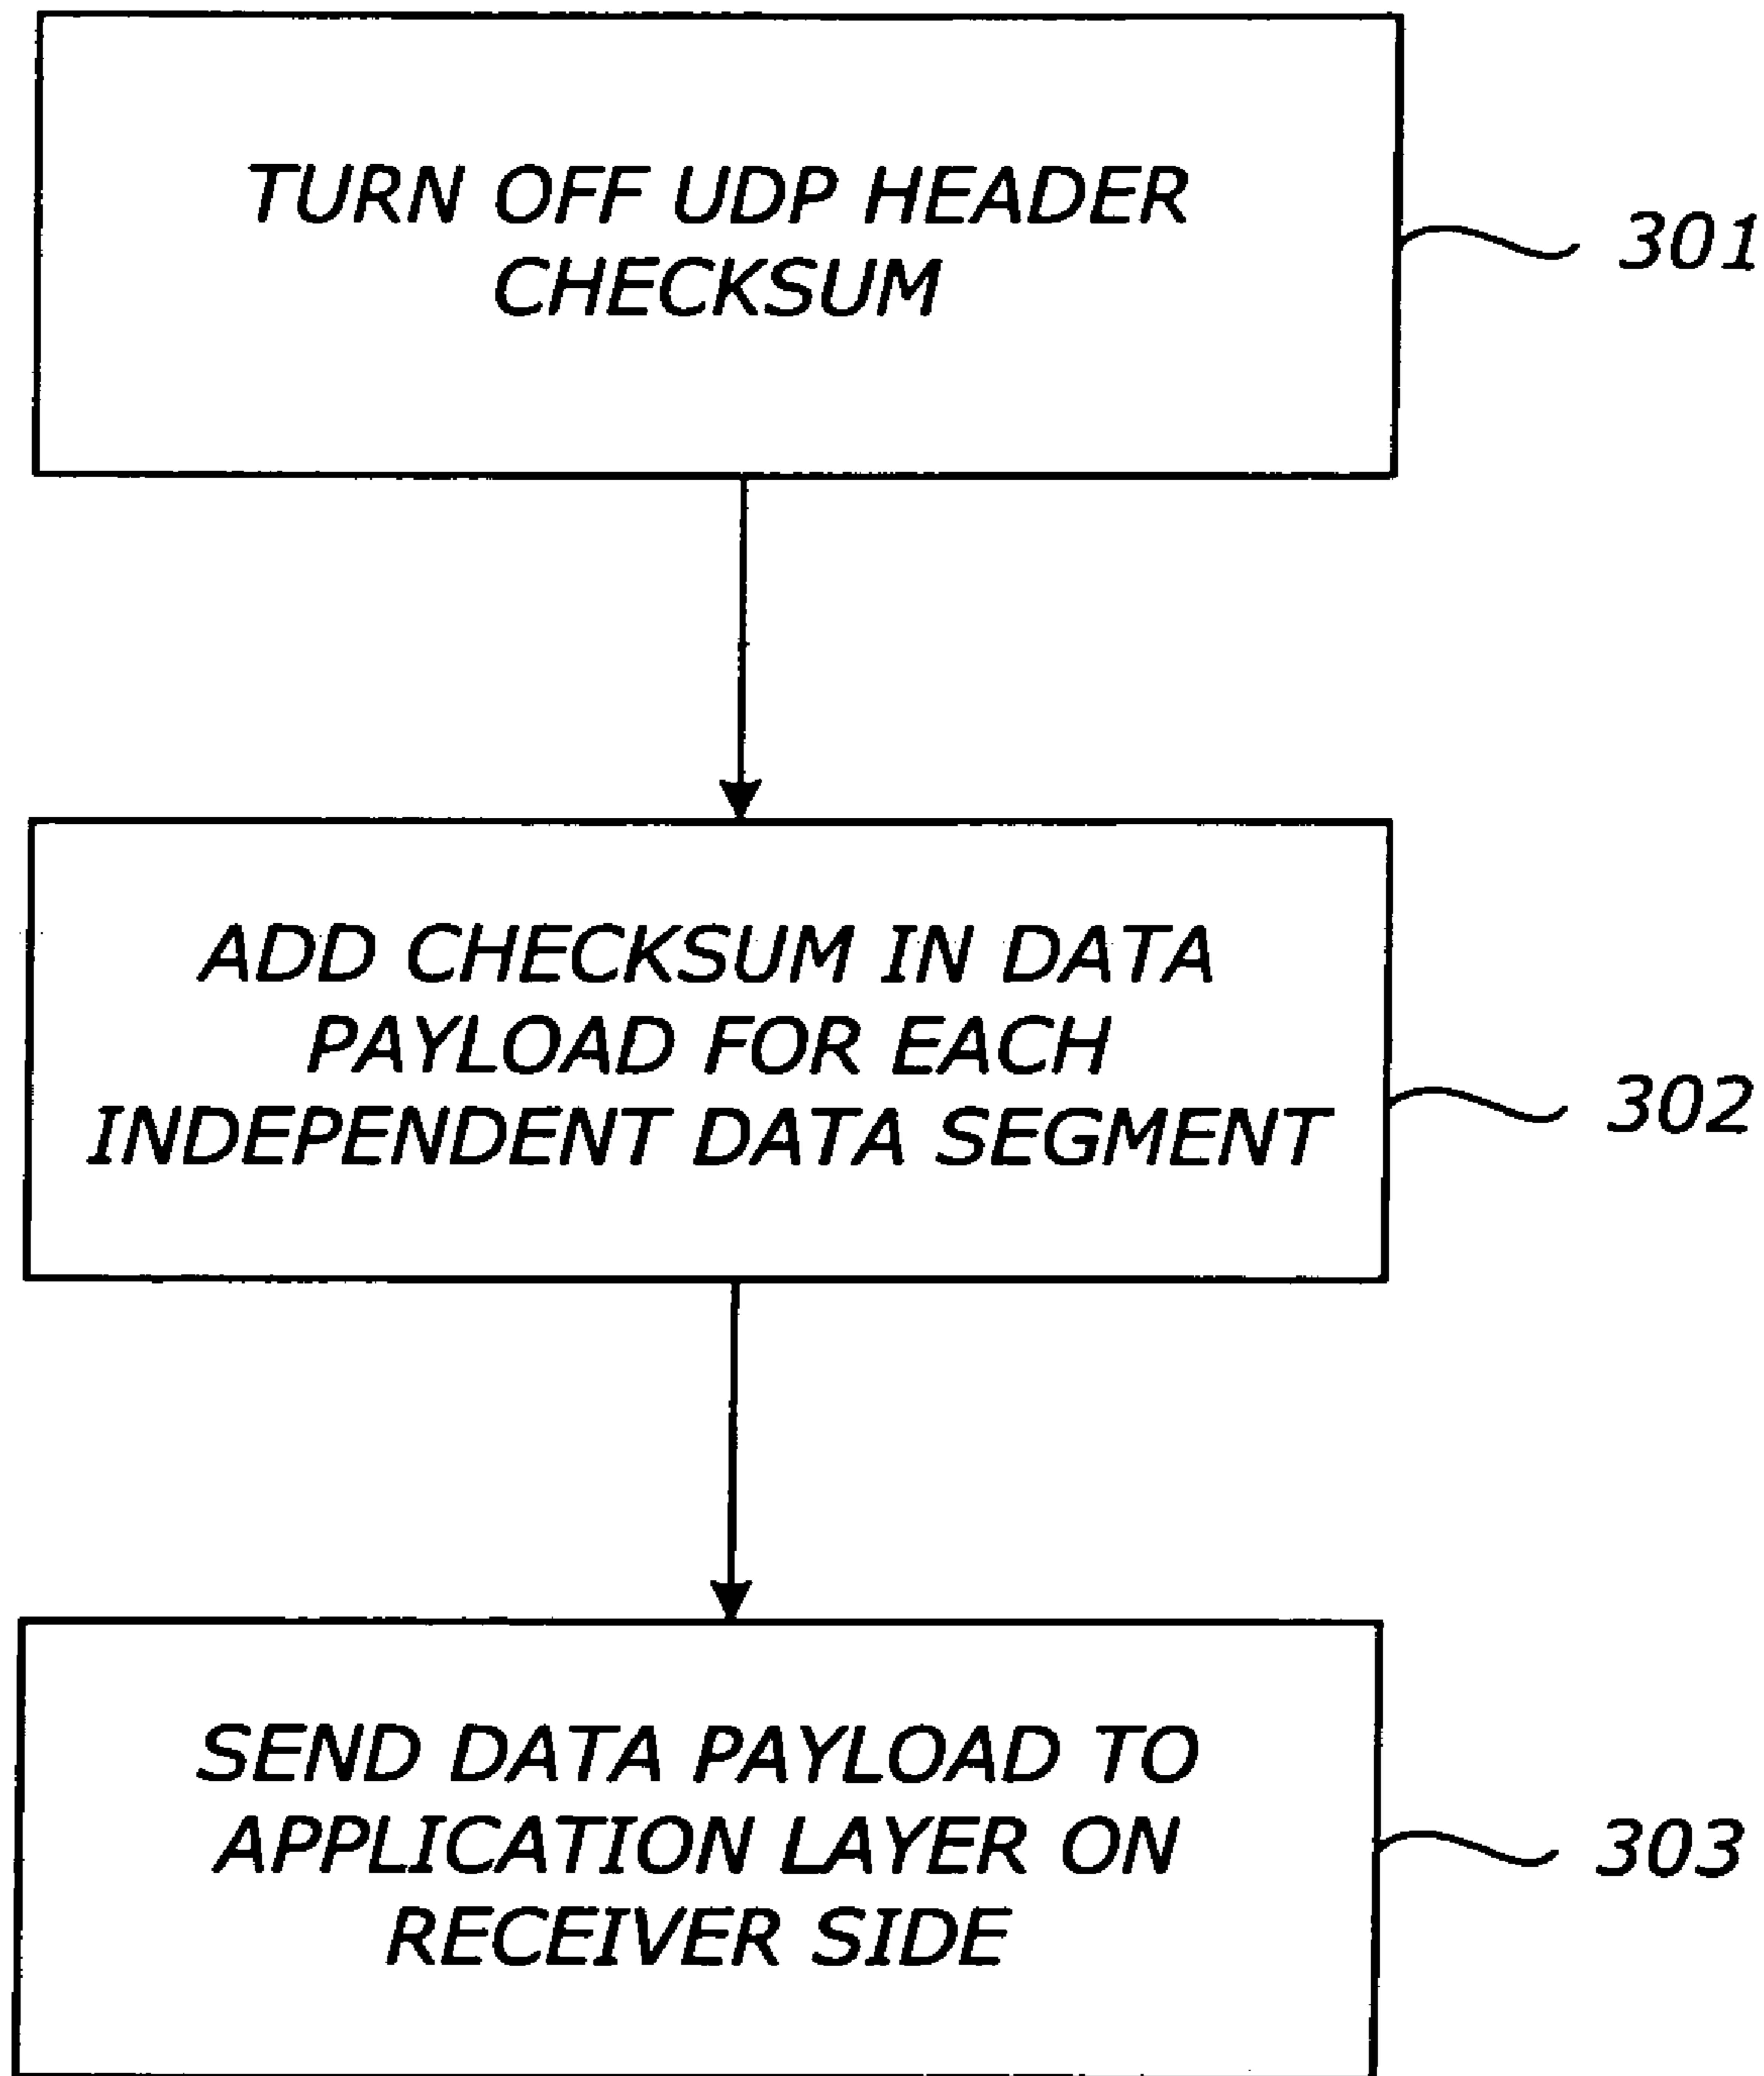 TURN OFF UDP HEADER
CHECKSUM
301
ADD CHECKSUM IN DATA
PAYLOAD FOR EACH
INDEPENDENT DATA SEGMENT
302
SEND DATA PAYLOAD TO
APPLICATION LAYER ON
RECEIVER SIDE
303